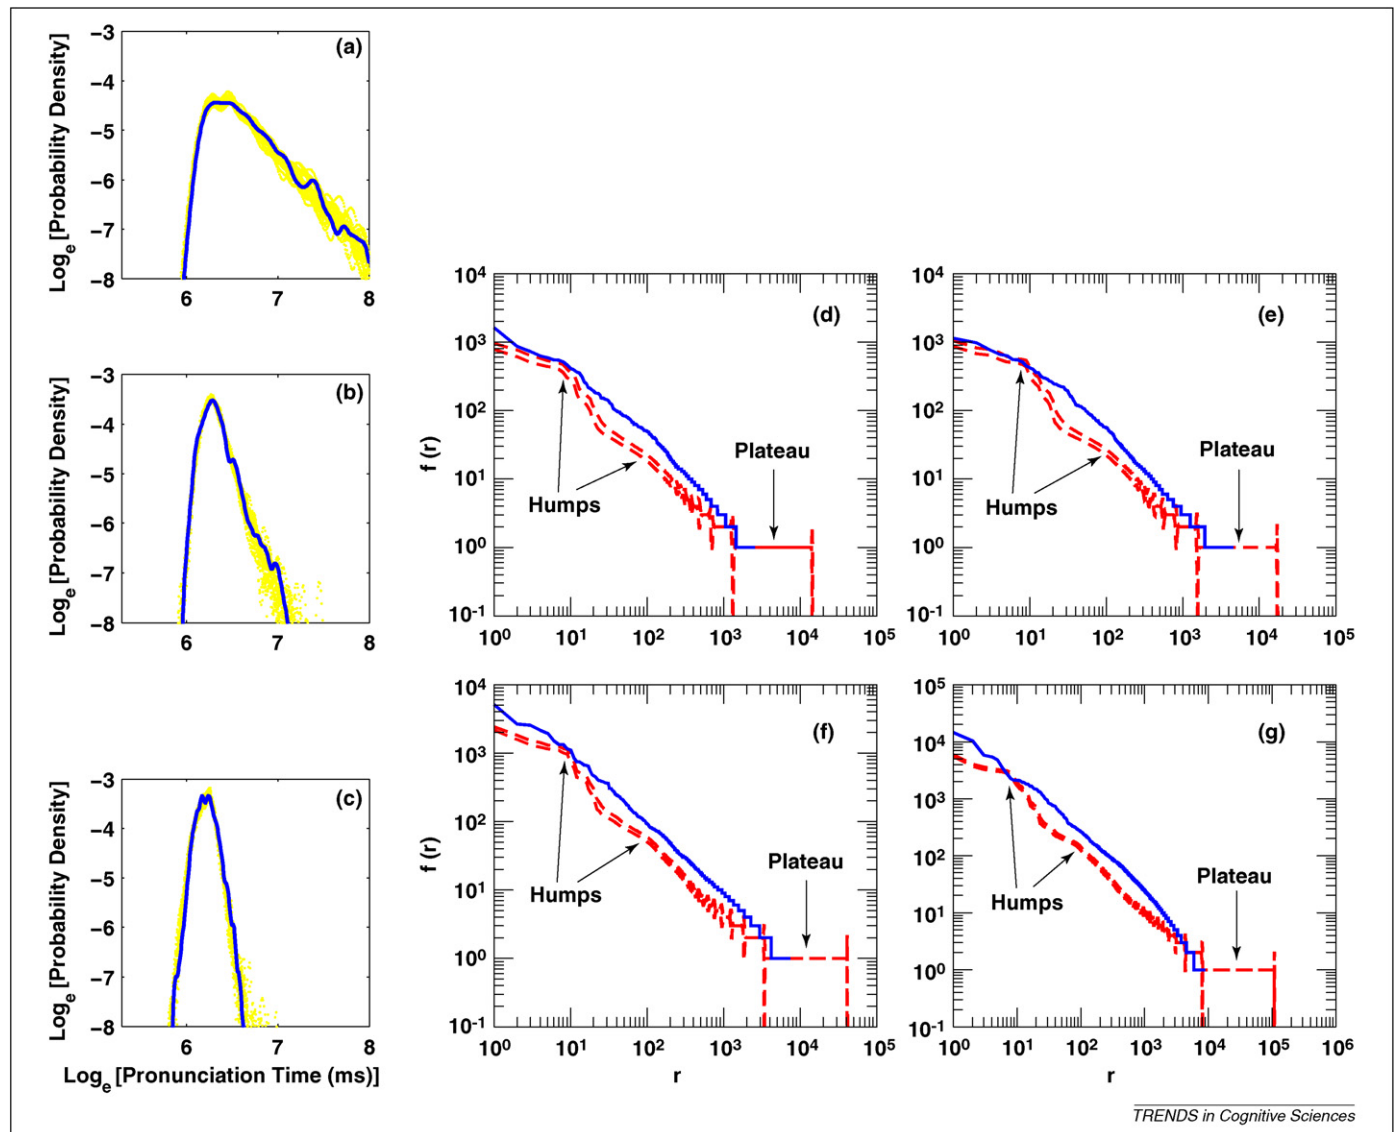 (a)
Log_e [Probability Density]
−3
−4
−5
−6
−7
−8
6 7 8
(b)
Log_e [Probability Density]
−3
−4
−5
−6
−7
−8
6 7 8
(c)
Log_e [Probability Density]
−3
−4
−5
−6
−7
−8
6 7 8
Log_e [Pronunciation Time (ms)]
(d)
f (r)
10^4
10^3
10^2
10^1
10^0
10^-1
Humps
Plateau
10^0 10^1 10^2 10^3 10^4 10^5
(e)
10^4
10^3
10^2
10^1
10^0
10^-1
Humps
Plateau
10^0 10^1 10^2 10^3 10^4 10^5
(f)
f (r)
10^4
10^3
10^2
10^1
10^0
10^-1
Humps
Plateau
10^0 10^1 10^2 10^3 10^4 10^5
r
(g)
10^5
10^4
10^3
10^2
10^1
10^0
10^-1
Humps
Plateau
10^0 10^1 10^2 10^3 10^4 10^5 10^6
r
TRENDS in Cognitive Sciences